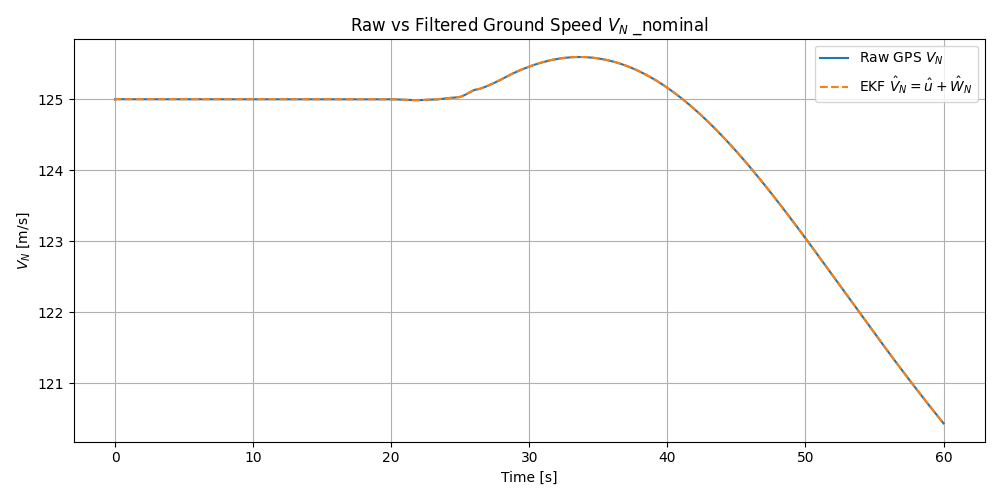 Raw vs Filtered Ground Speed $V_N$ _nominal
Raw GPS $V_N$
EKF $\hat{V}_N = \hat{u} + \hat{W}_N$
$V_N$ [m/s]
125
124
123
122
121
0 10 20 30 40 50 60
Time [s]